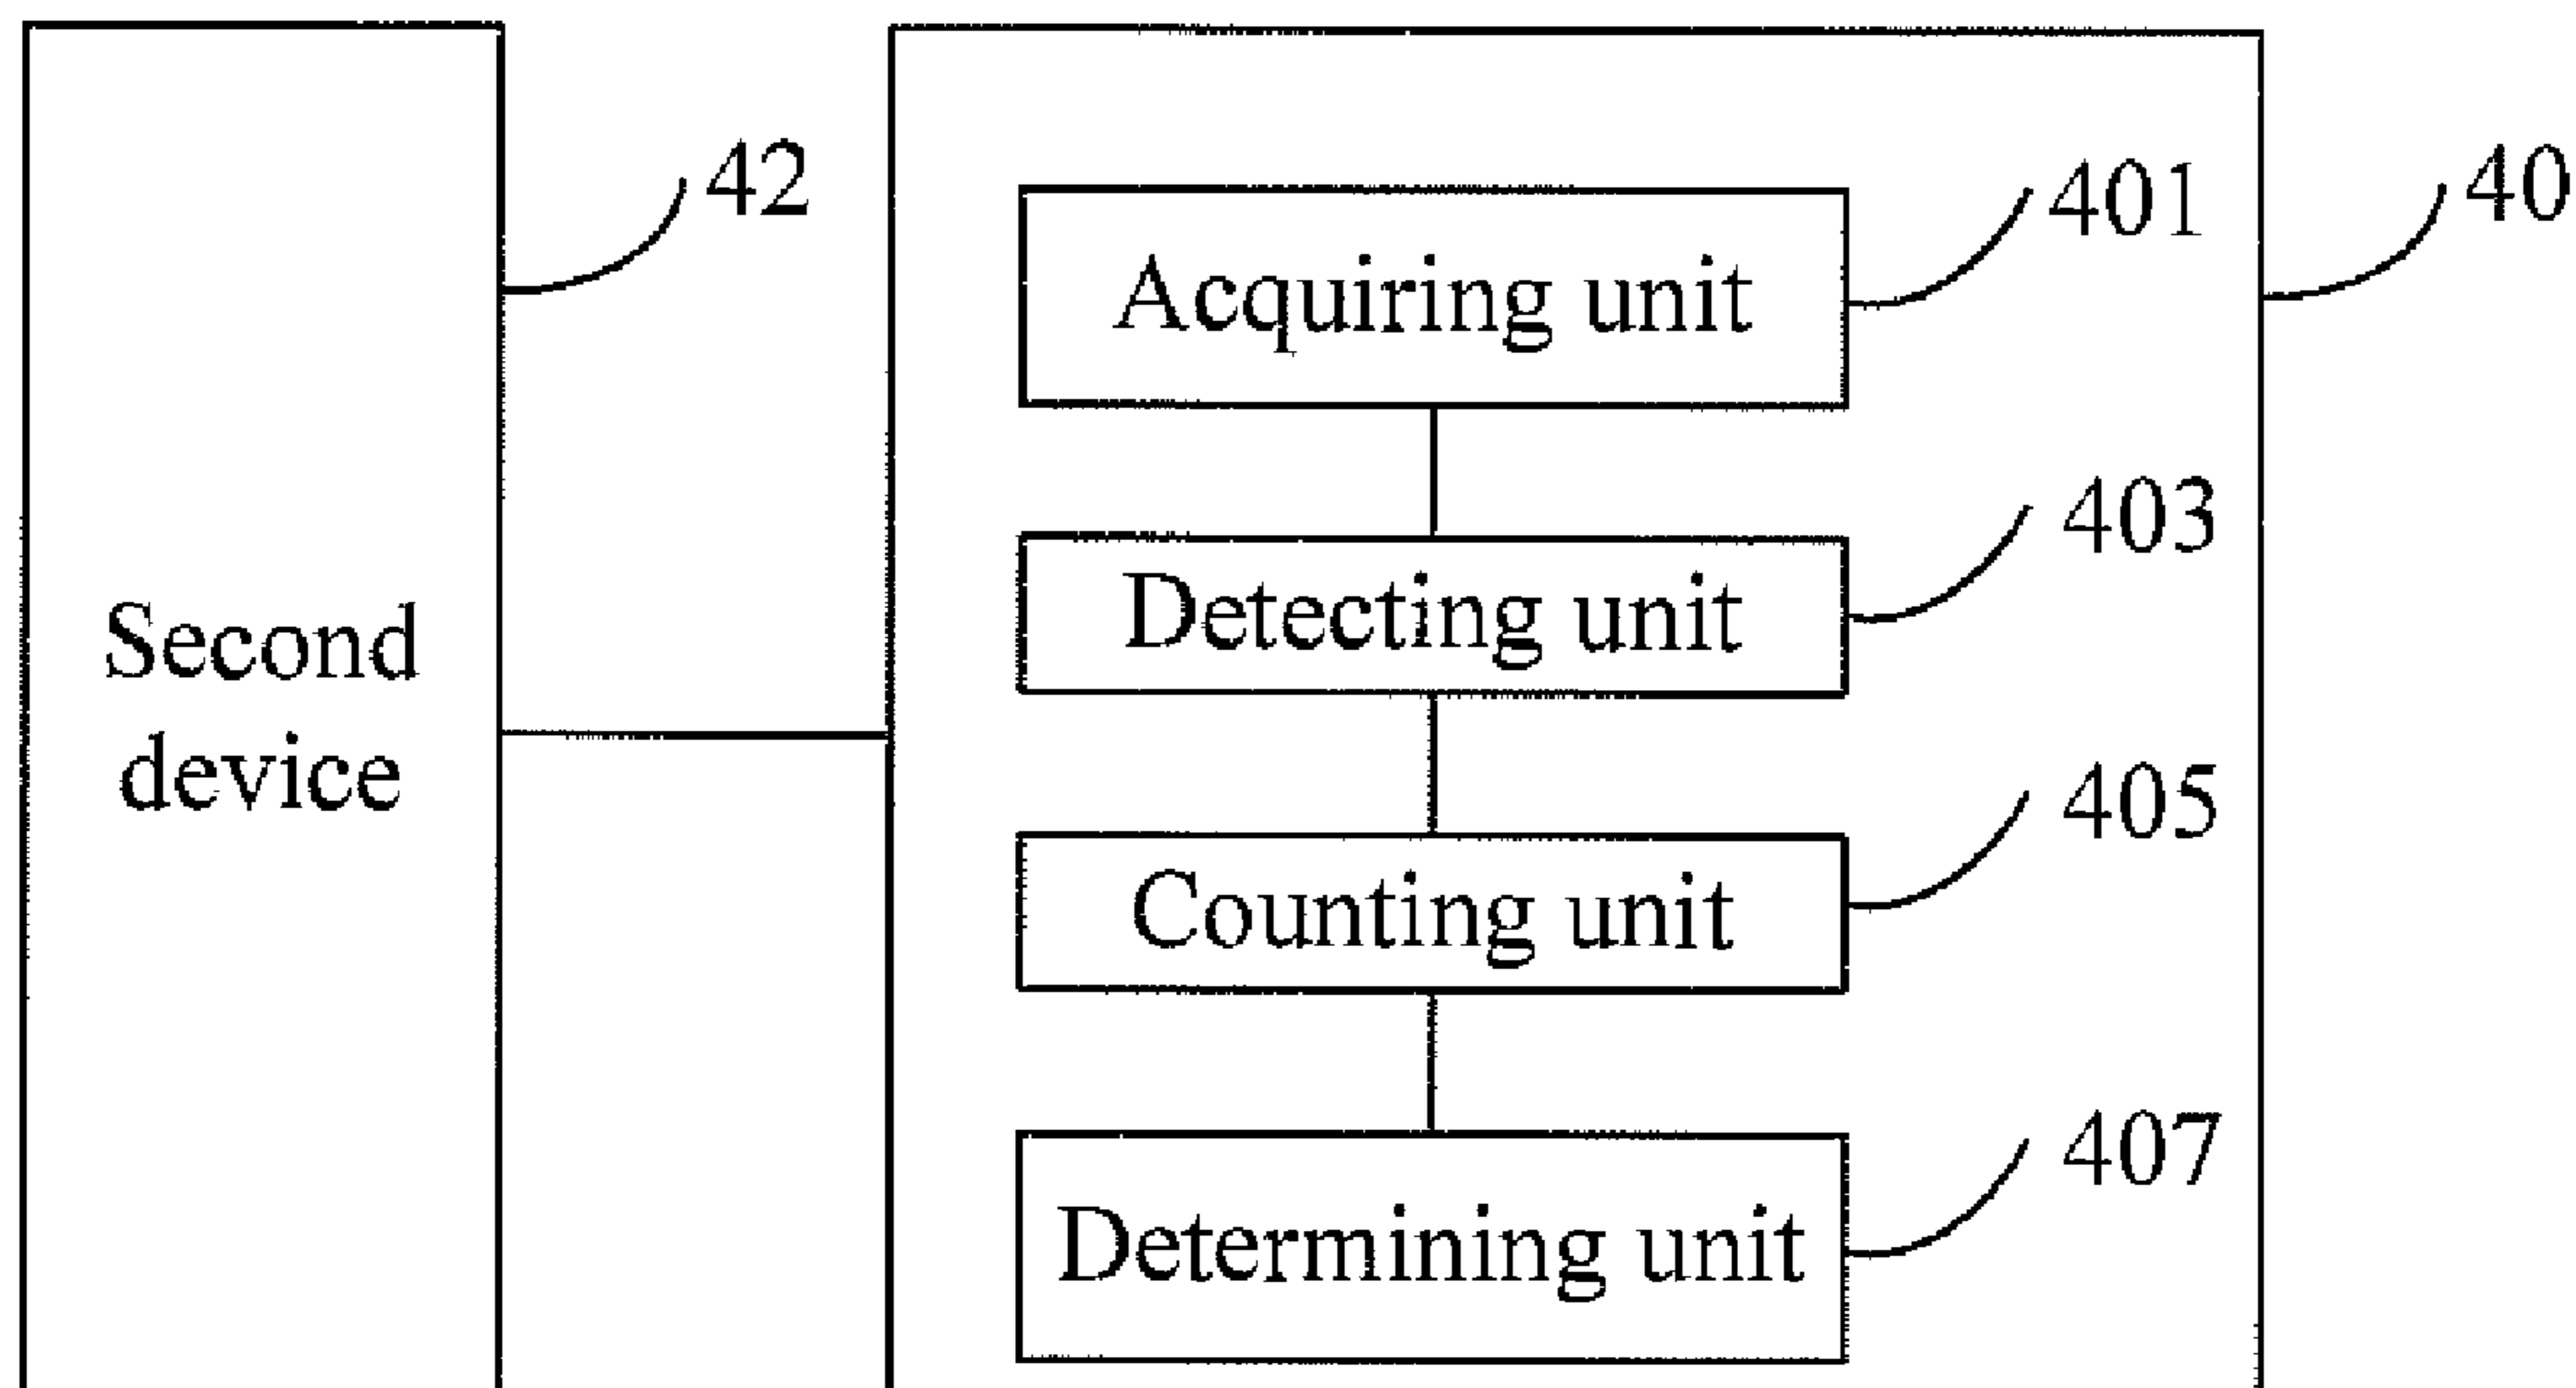 42
401
40
Acquiring unit
403
Detecting unit
Second
device
405
Counting unit
407
Determining unit